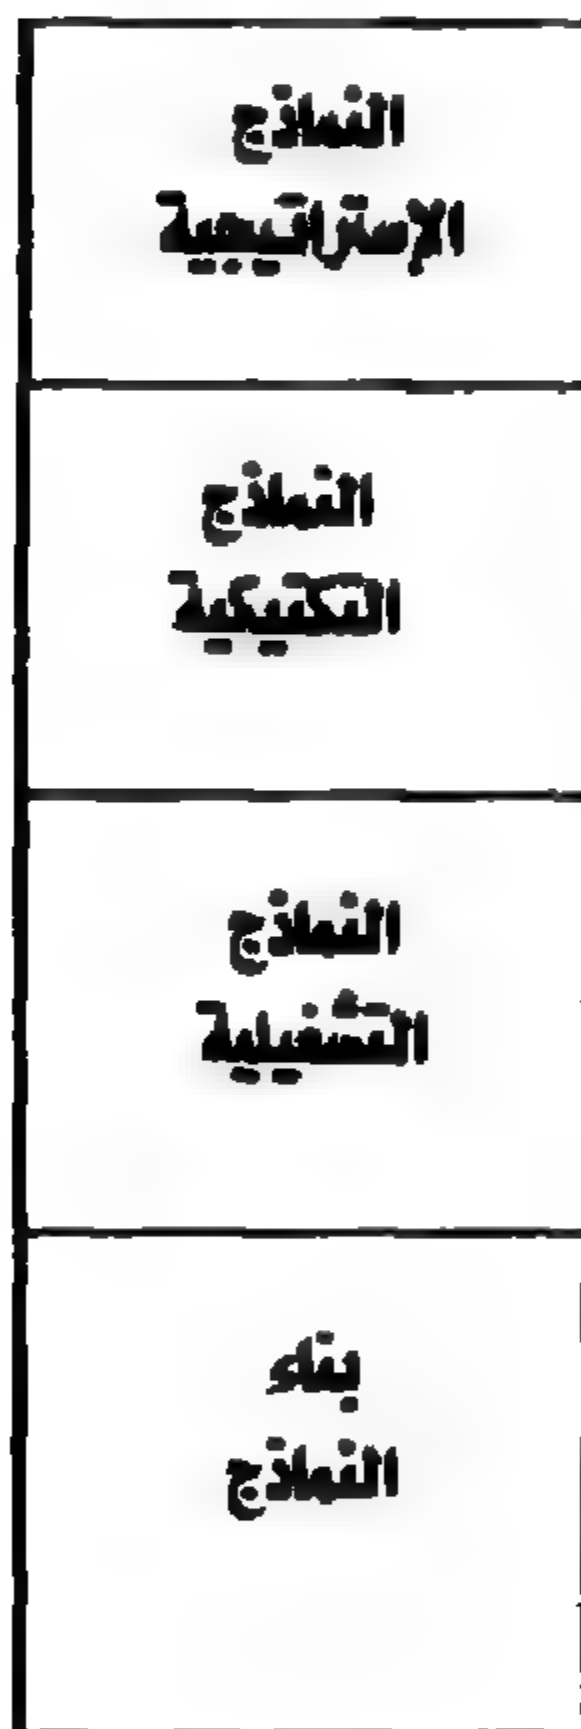 النماذج
الإستراتيجية
النماذج
التكتيكية
النماذج
التشغيلية
بناء
النماذج